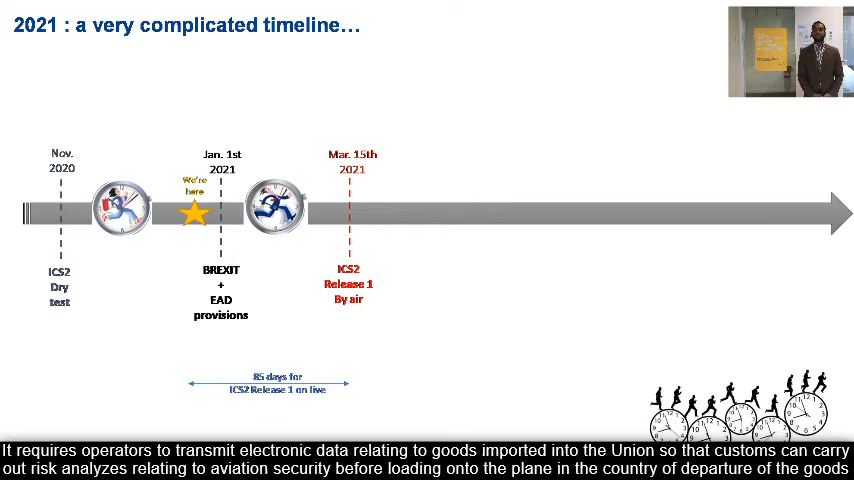 2021 : a very complicated timeline…
Nov.
2020
Jan. 1st
2021
Mar. 15th
2021
We're
here
ICS2
Dry
test
BREXIT
+
EAD
provisions
ICS2
Release 1
By air
85 days for
ICS2 Release 1 on live
It requires operators to transmit electronic data relating to goods imported into the Union so that customs can carry
out risk analyzes relating to aviation security before loading onto the plane in the country of departure of the goods